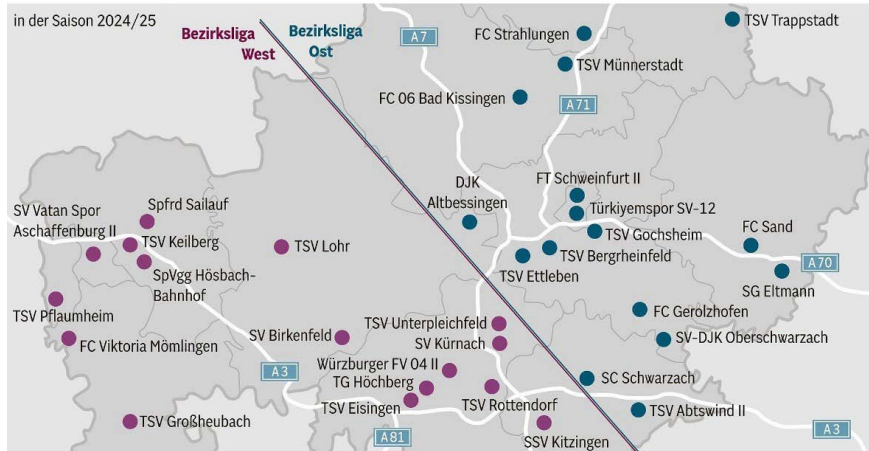 in der Saison 2024/25
Bezirksliga
West
Bezirksliga
Ost
A7
FC Strahlungen
TSV Trappstadt
TSV Münnerstadt
FC 06 Bad Kissingen
A71
DJK
Altbessingen
FT Schweinfurt II
Türkiyemspor SV-12
TSV Gochsheim
FC Sand
TSV Bergrheinfeld
TSV Ettleben
A70
SG Eltmann
SV Vatan Spor
Aschaffenburg II
Spfrd Sailauf
TSV Keilberg
SpVgg Hösbach-
Bahnhof
TSV Lohr
TSV Pflaumheim
FC Viktoria Mömlingen
SV Birkenfeld
TSV Unterpleichfeld
SV Kürnach
FC Gerolzhofen
SV-DJK Oberschwarzach
A3
Würzburger FV 04 II
TG Höchberg
TSV Eisingen
TSV Rottendorf
SC Schwarzach
TSV Großheubach
A81
SSV Kitzingen
TSV Abtswind II
A3